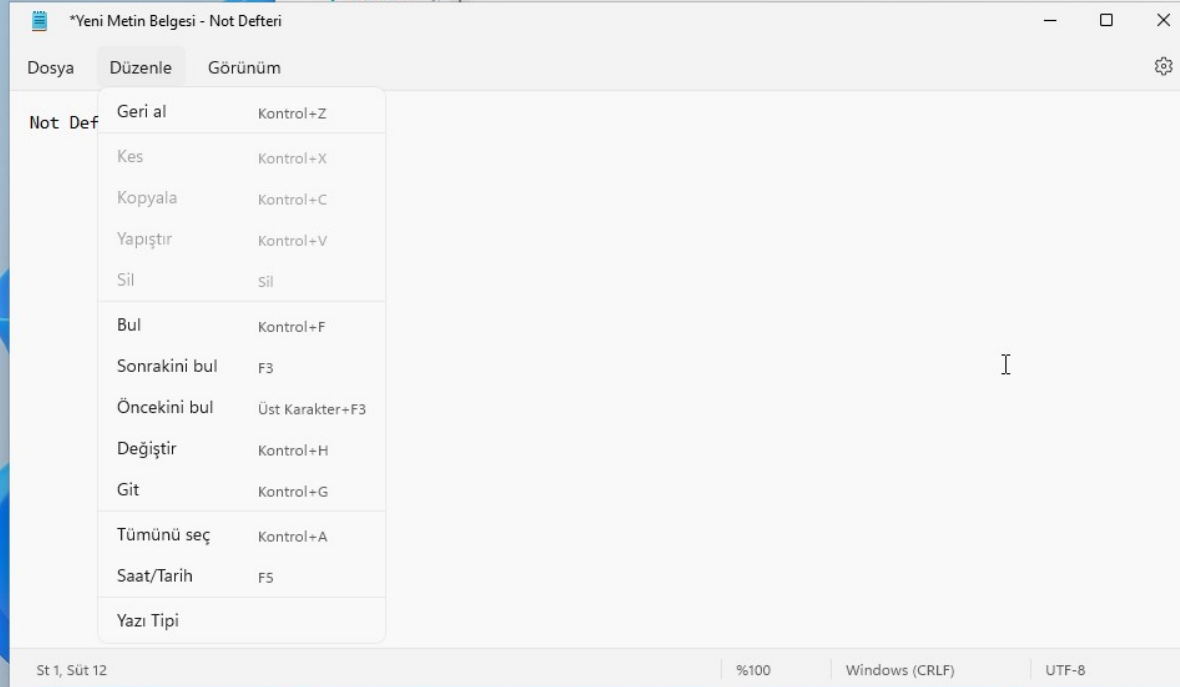 *Yeni Metin Belgesi - Not Defteri
Dosya Düzenle Görünüm
Not Def
Geri al Kontrol+Z
Kes Kontrol+X
Kopyala Kontrol+C
Yapıştır Kontrol+V
Sil Sil
Bul Kontrol+F
Sonrakini bul F3
Öncekini bul Üst Karakter+F3
Değiştir Kontrol+H
Git Kontrol+G
Tümünü seç Kontrol+A
Saat/Tarih F5
Yazı Tipi
St 1, Süt 12 %100 Windows (CRLF) UTF-8